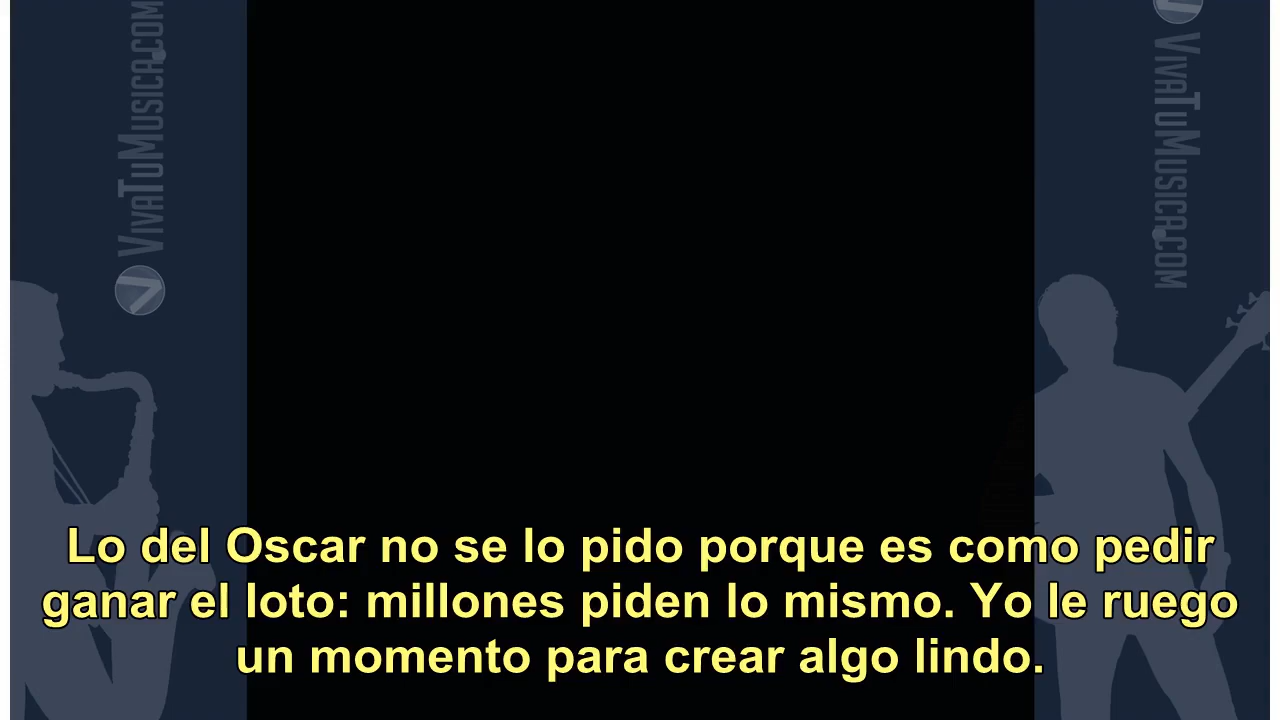 VIVATUMUSICA.COM
VIVATUMUSICA.COM
Lo del Oscar no se lo pido porque es como pedir
ganar el loto: millones piden lo mismo. Yo le ruego
un momento para crear algo lindo.